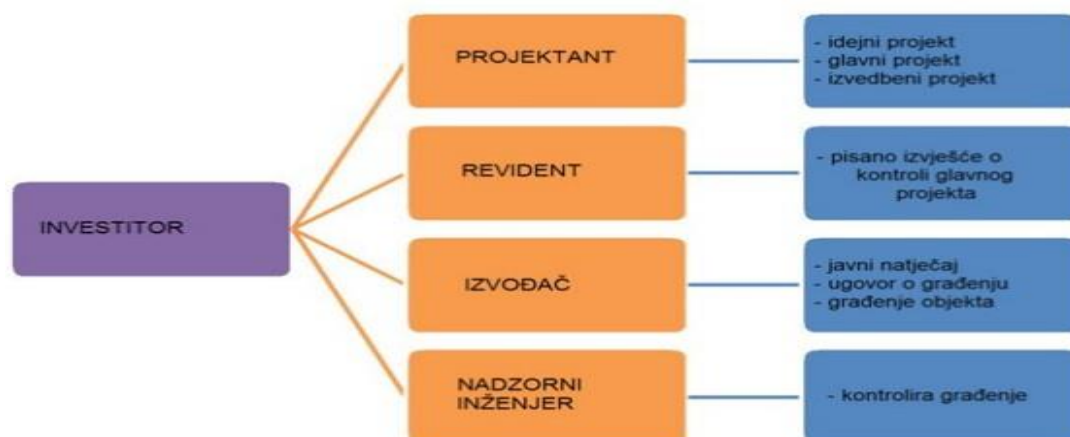 INVESTITOR
PROJEKTANT
- idejni projekt
- glavni projekt
- izvedbeni projekt
REVIDENT
- pisano izvješće o
kontroli glavnog
projekta
IZVOĐAČ
- javni natječaj
- ugovor o građenju
- građenje objekta
NADZORNI
INŽENJER
- kontrolira građenje